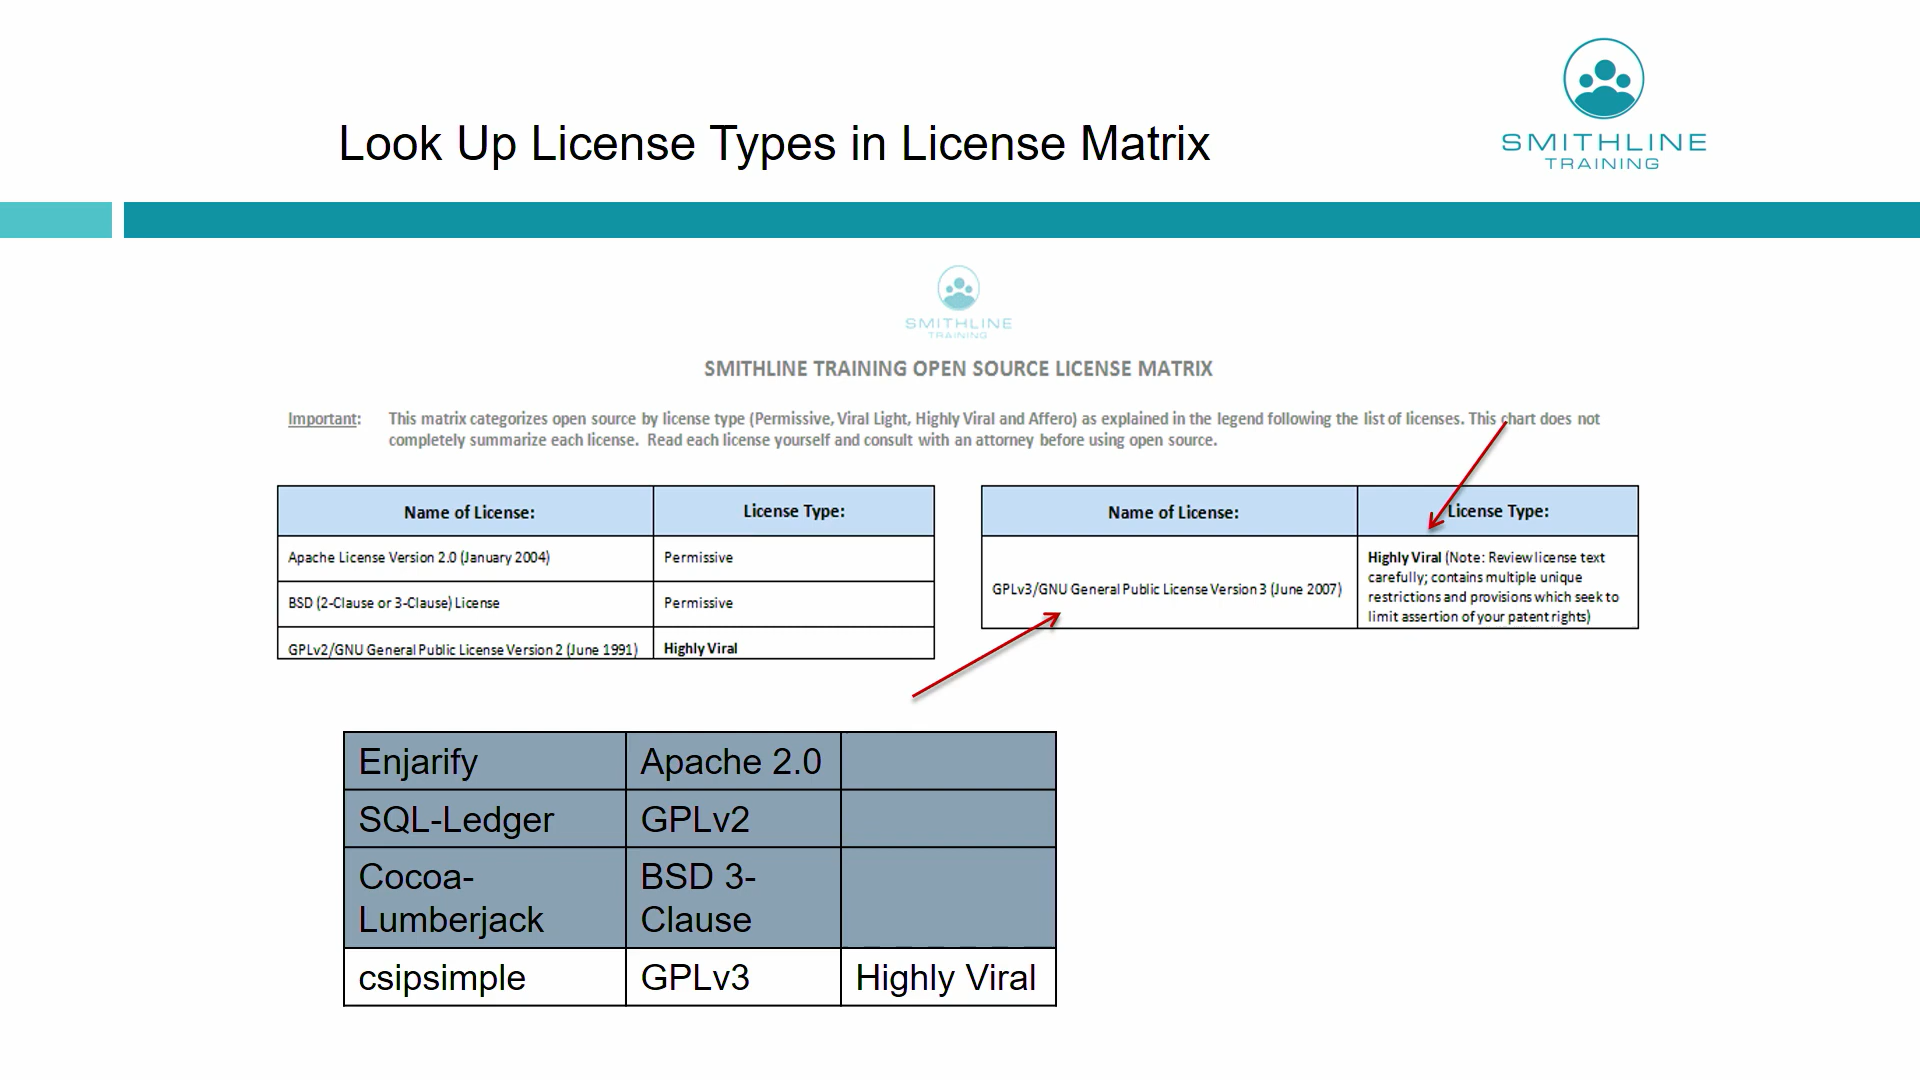 Look Up License Types in License Matrix
SMITHLINE
TRAINING
SMITHLINE
TRAINING
SMITHLINE TRAINING OPEN SOURCE LICENSE MATRIX
Important: This matrix categorizes open source by license type (Permissive, Viral Light, Highly Viral and Affero) as explained in the legend following the list of licenses. This chart does not
completely summarize each license. Read each license yourself and consult with an attorney before using open source.
Name of License: License Type:
Apache License Version 2.0 (January 2004) Permissive
BSD (2-Clause or 3-Clause) License Permissive
GPLv2/GNU General Public License Version 2 (June 1991) Highly Viral
Name of License: License Type:
GPLv3/GNU General Public License Version 3 (June 2007)
Highly Viral (Note: Review license text
carefully; contains multiple unique
restrictions and provisions which seek to
limit assertion of your patent rights)
Enjarify Apache 2.0
SQL-Ledger GPLv2
Cocoa- BSD 3-
Lumberjack Clause
csipsimple GPLv3 Highly Viral